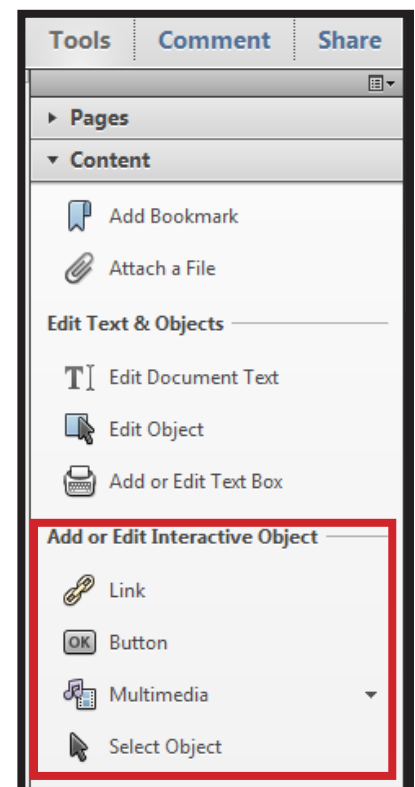 Tools Comment Share
Pages
Content
Add Bookmark
Attach a File
Edit Text & Objects
T Edit Document Text
Edit Object
Add or Edit Text Box
Add or Edit Interactive Object
Link
OK Button
Multimedia
Select Object